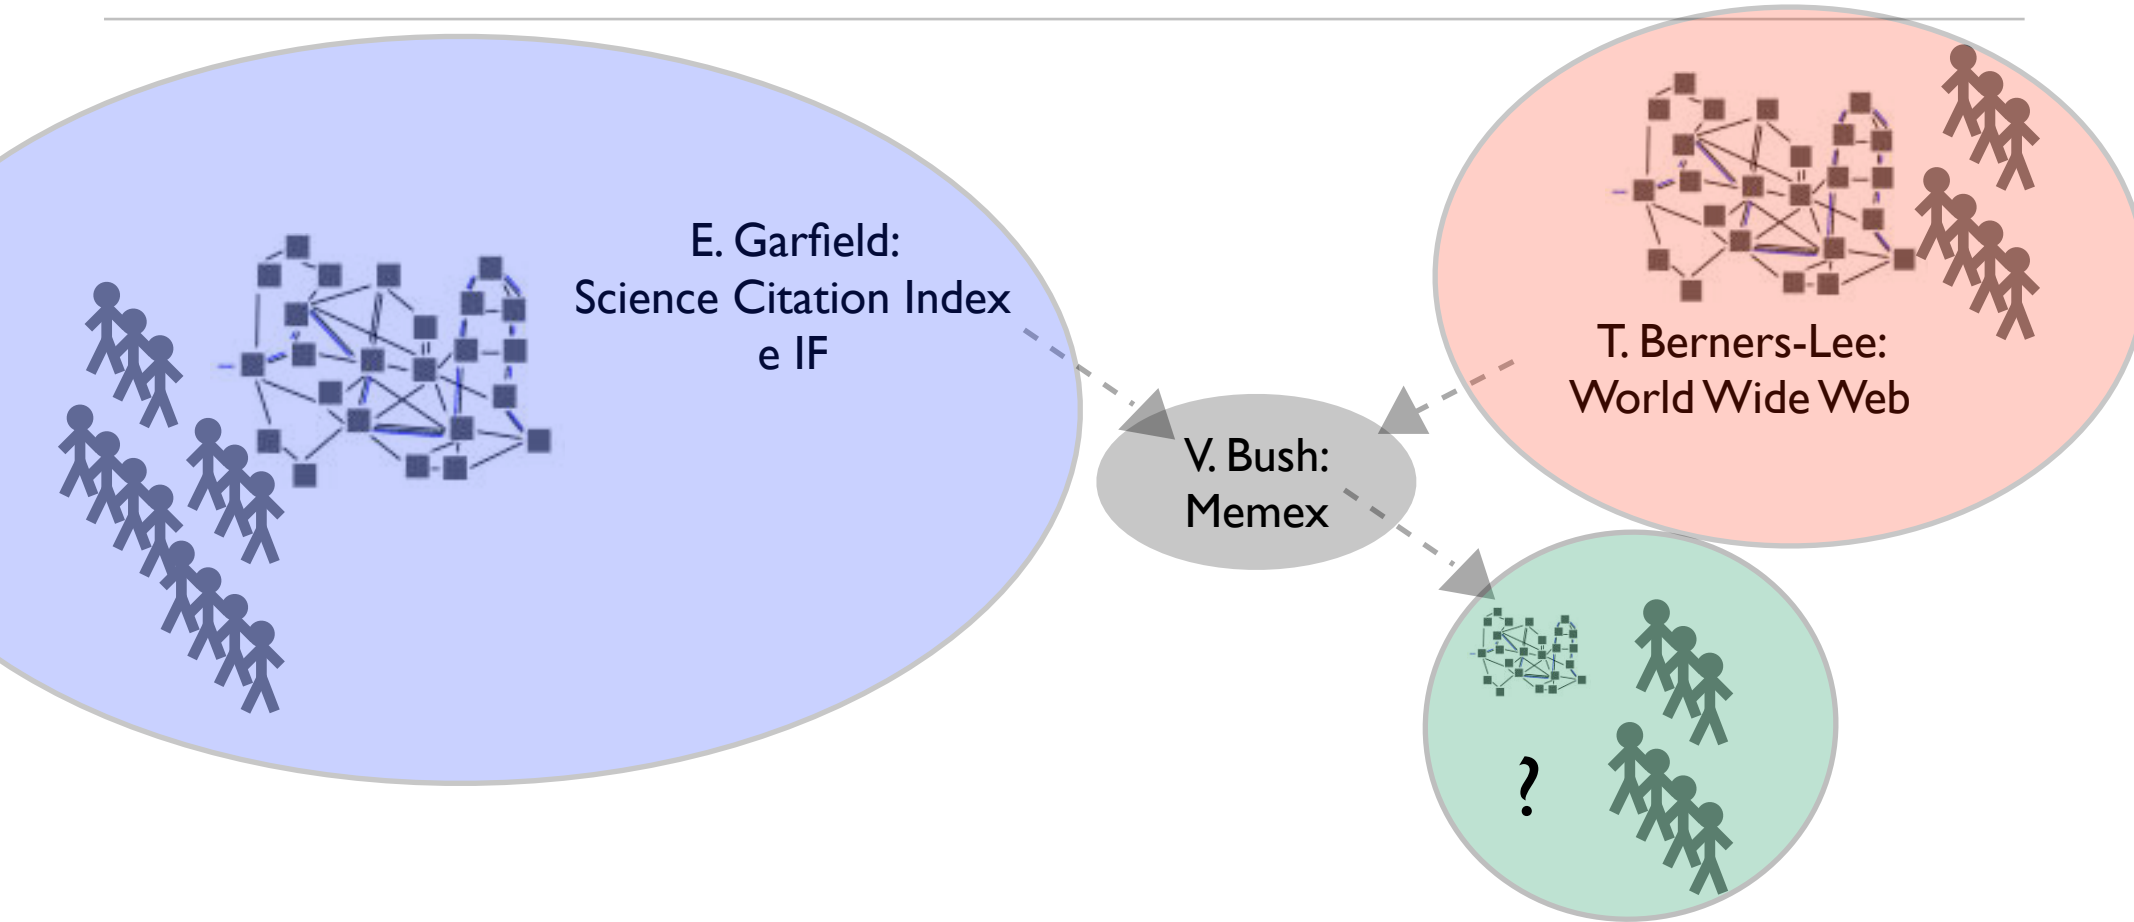 E. Garfield:
Science Citation Index
e IF
T. Berners-Lee:
World Wide Web
V. Bush:
Memex
?